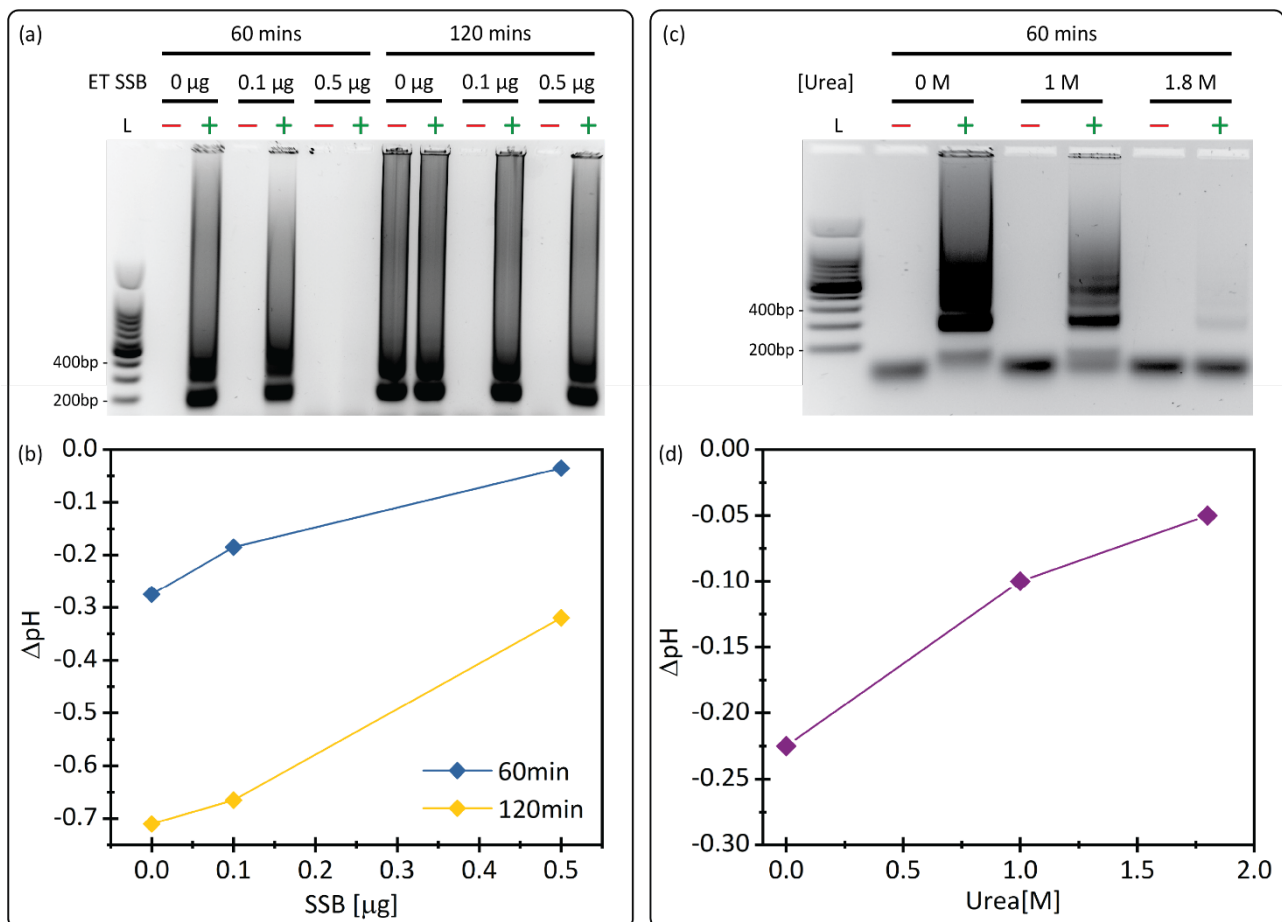 (a)
60 mins 120 mins
ET SSB 0 µg 0.1 µg 0.5 µg 0 µg 0.1 µg 0.5 µg
L − + − + − + − + − + − +
400bp -
200bp -
(b)
0.0
-0.1
-0.2
-0.3
-0.4
-0.5
-0.6
-0.7
ΔpH
60min
120min
0.0 0.1 0.2 0.3 0.4 0.5
SSB [µg]
(c)
60 mins
[Urea] 0 M 1 M 1.8 M
L − + − + − +
400bp -
200bp -
(d)
0.00
-0.05
-0.10
-0.15
-0.20
-0.25
-0.30
ΔpH
0.0 0.5 1.0 1.5 2.0
Urea[M]